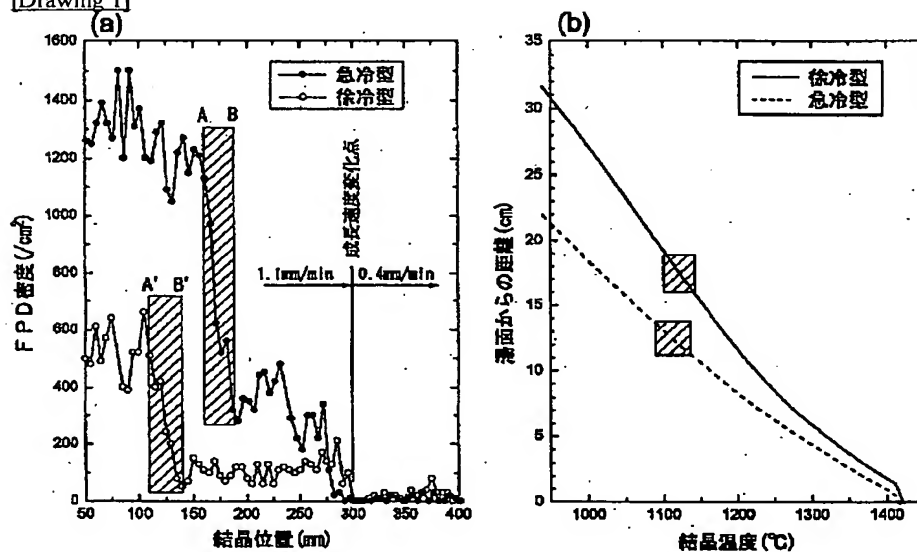 [Drawing 1]
(a)
1600
1400
1200
1000
800
600
400
200
0
FPD密度(/cm²)
急冷型
徐冷型
A B
A' B'
成長速度変化点
1.1mm/min 0.4mm/min
50 100 150 200 250 300 350 400
結晶位置(mm)
(b)
35
30
25
20
15
10
5
0
湯面からの距離(cm)
徐冷型
急冷型
1000 1100 1200 1300 1400
結晶温度(℃)